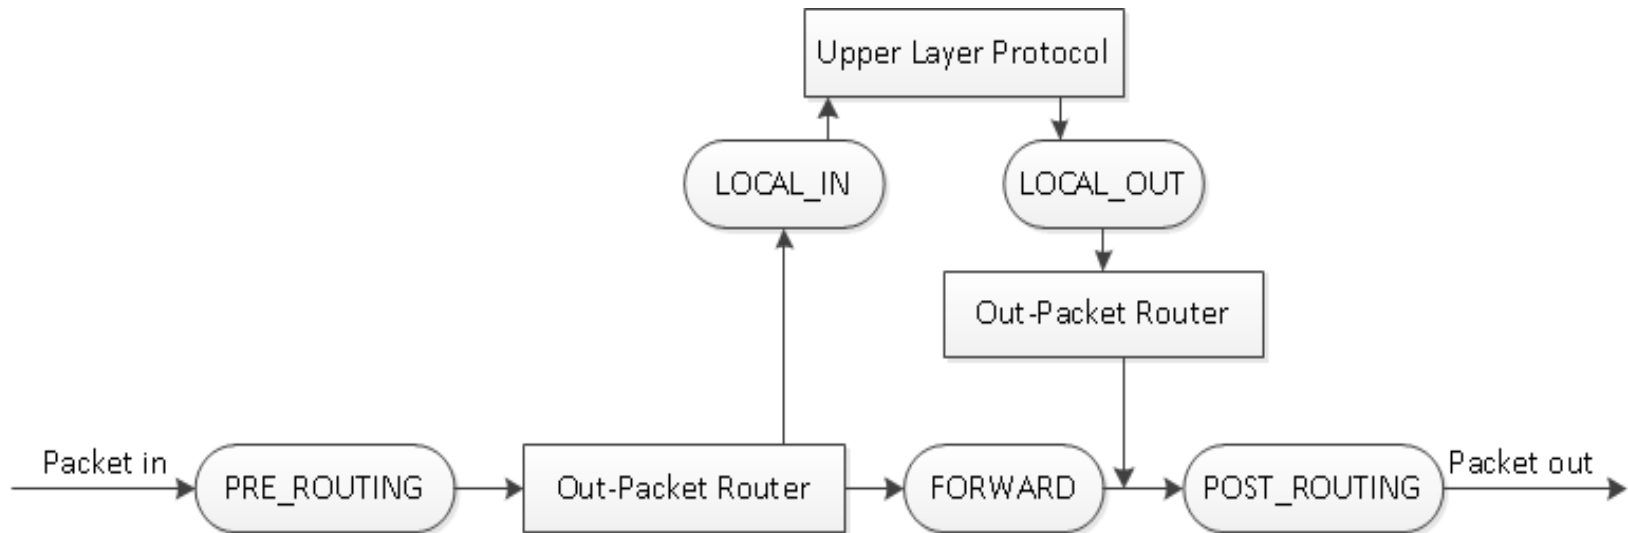 Upper Layer Protocol
LOCAL_IN
LOCAL_OUT
Out-Packet Router
Packet in
PRE_ROUTING
Out-Packet Router
FORWARD
POST_ROUTING
Packet out